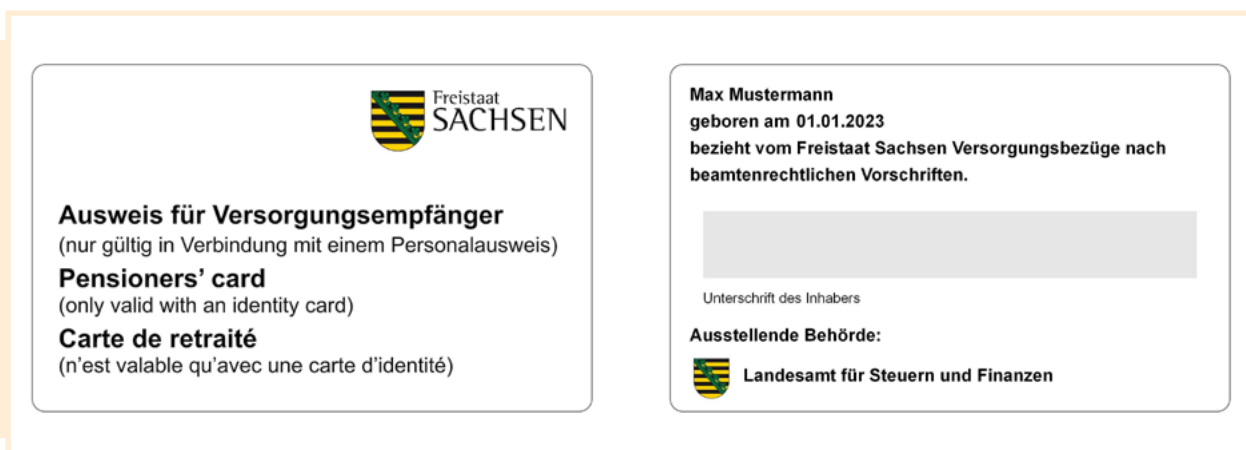 Freistaat
SACHSEN
Ausweis für Versorgungsempfänger
(nur gültig in Verbindung mit einem Personalausweis)
Pensioners’ card
(only valid with an identity card)
Carte de retraité
(n’est valable qu’avec une carte d’identité)
Max Mustermann
geboren am 01.01.2023
bezieht vom Freistaat Sachsen Versorgungsbezüge nach
beamtenrechtlichen Vorschriften.
Unterschrift des Inhabers
Ausstellende Behörde:
Landesamt für Steuern und Finanzen